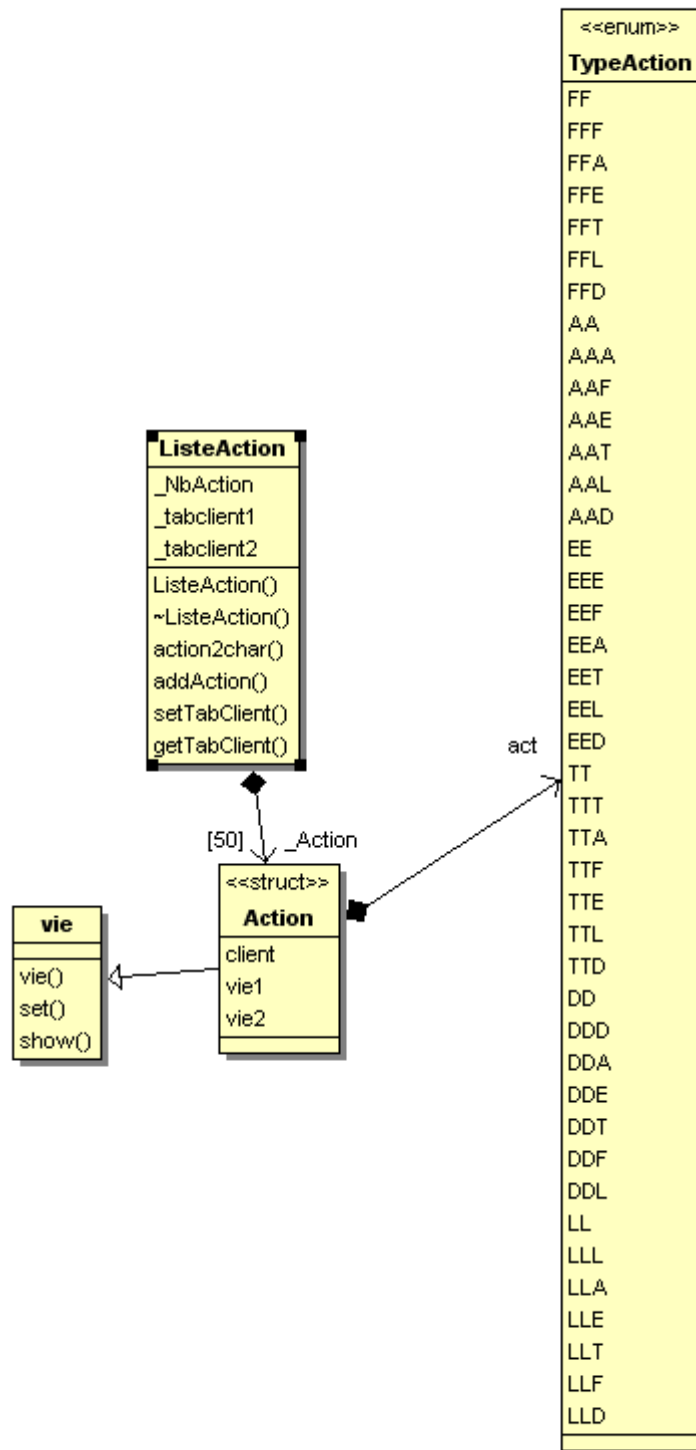 <<enum>>
TypeAction
FF
FFF
FFA
FFE
FFT
FFL
FFD
AA
AAA
AAF
AAE
AAT
AAL
AAD
EE
EEE
EEF
EEA
EET
EEL
EED
TT
TTT
TTA
TTF
TTE
TTL
TTD
DD
DDD
DDA
DDE
DDT
DDF
DDL
LL
LLL
LLA
LLE
LLT
LLF
LLD
ListeAction
_NbAction
_tabclient1
_tabclient2
ListeAction()
~ListeAction()
action2char()
addAction()
setTabClient()
getTabClient()
act
[50] _Action
<<struct>>
Action
client
vie1
vie2
vie
vie()
set()
show()